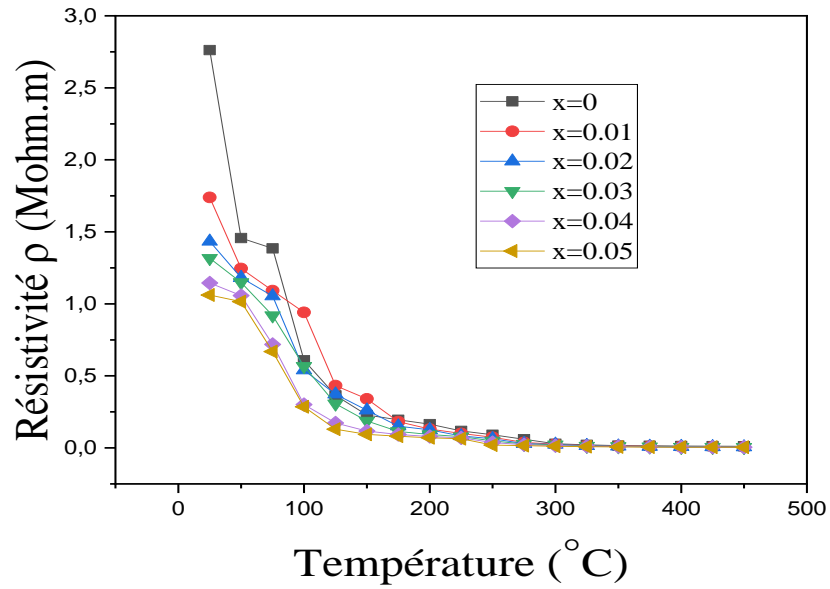 3,0
2,5
2,0
1,5
1,0
0,5
0,0
Résistivité ρ (Mohm.m)
x=0
x=0.01
x=0.02
x=0.03
x=0.04
x=0.05
0 100 200 300 400 500
Température (°C)